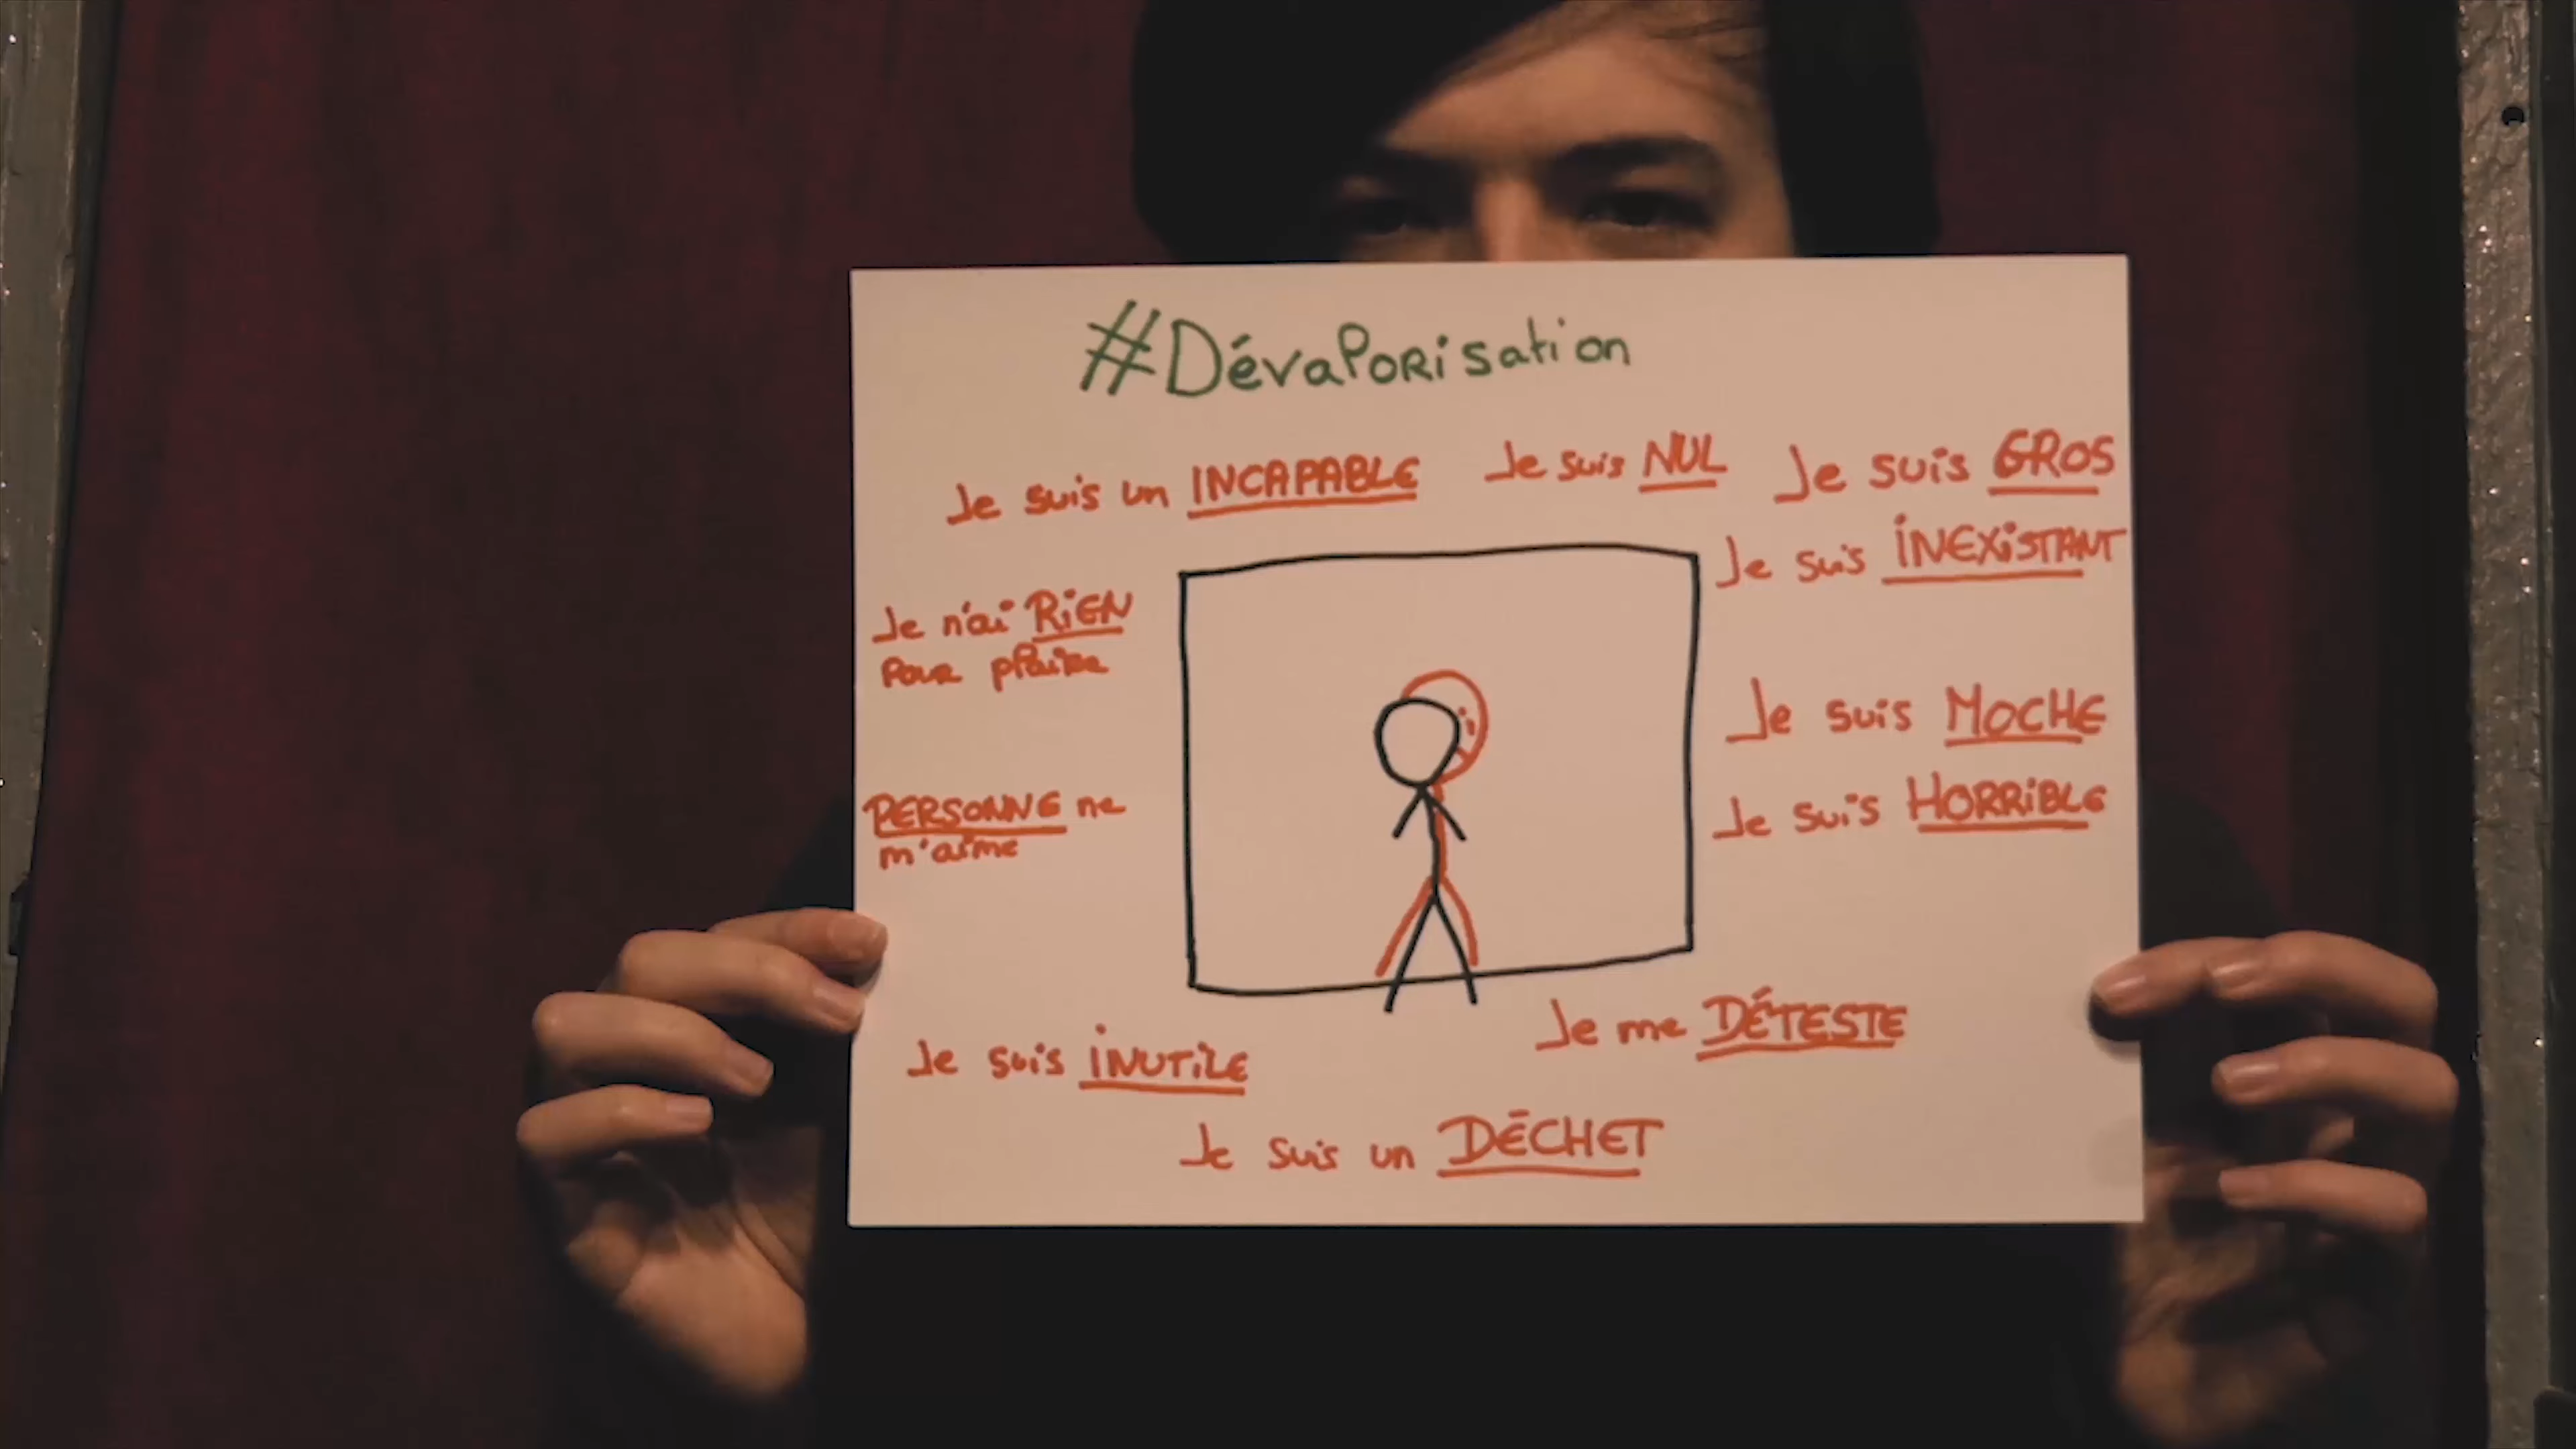 #Dévaporisation
Je suis un INCAPABLE
Je suis NUL
Je suis GROS
Je suis INEXISTANT
Je n'ai RIEN
pour plaire
Je suis MOCHE
PERSONNE ne
m'aime
Je suis HORRIBLE
Je me DÉTESTE
Je suis INUTILE
Je suis un DÉCHET